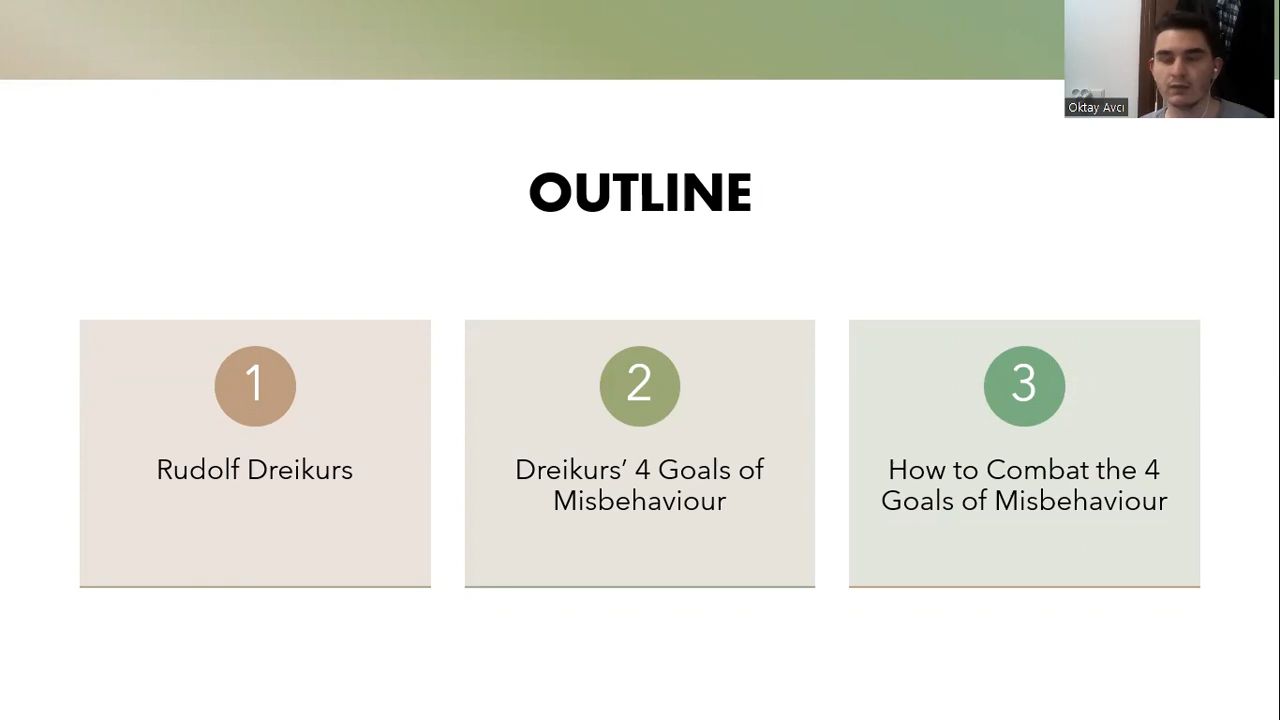 Oktay Avcı
OUTLINE
1
Rudolf Dreikurs
2
Dreikurs’ 4 Goals of
Misbehaviour
3
How to Combat the 4
Goals of Misbehaviour